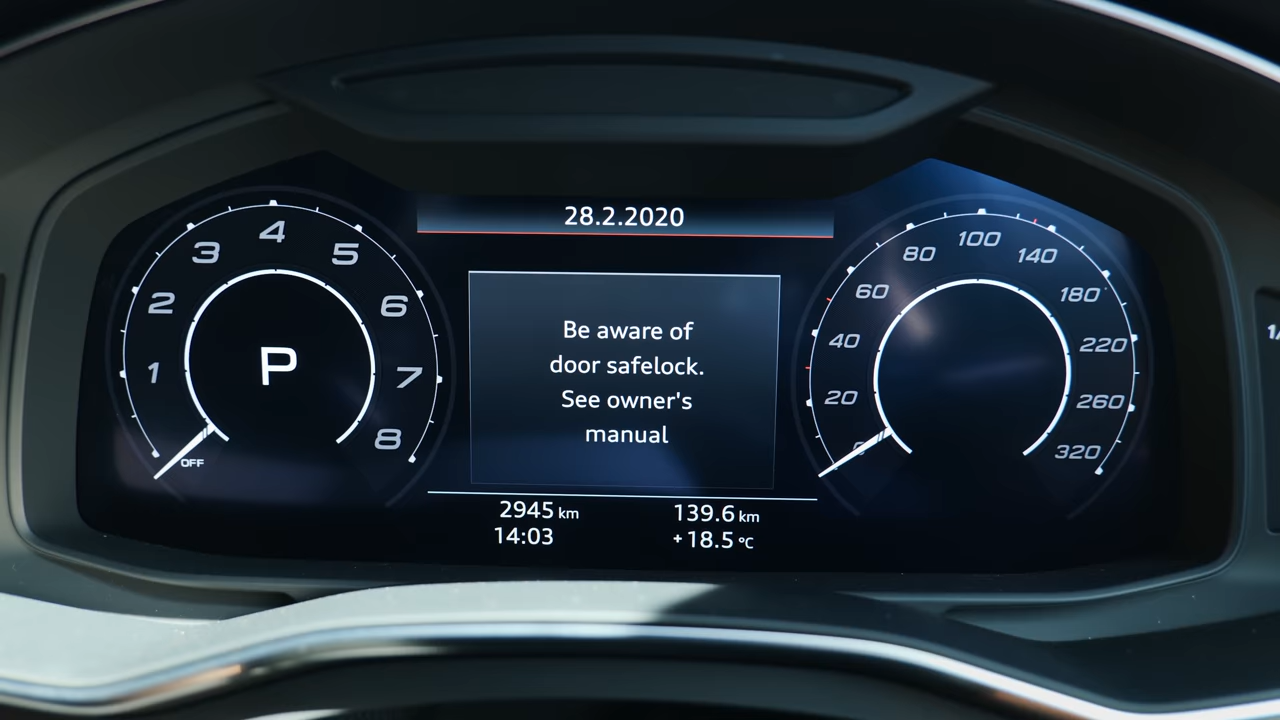 28.2.2020
Be aware of
door safelock.
See owner's
manual
2945 km
139.6 km
14:03
+18.5 °C
1
2
3
4
5
6
7
8
P
OFF
0
20
40
60
80
100
140
180
220
260
320